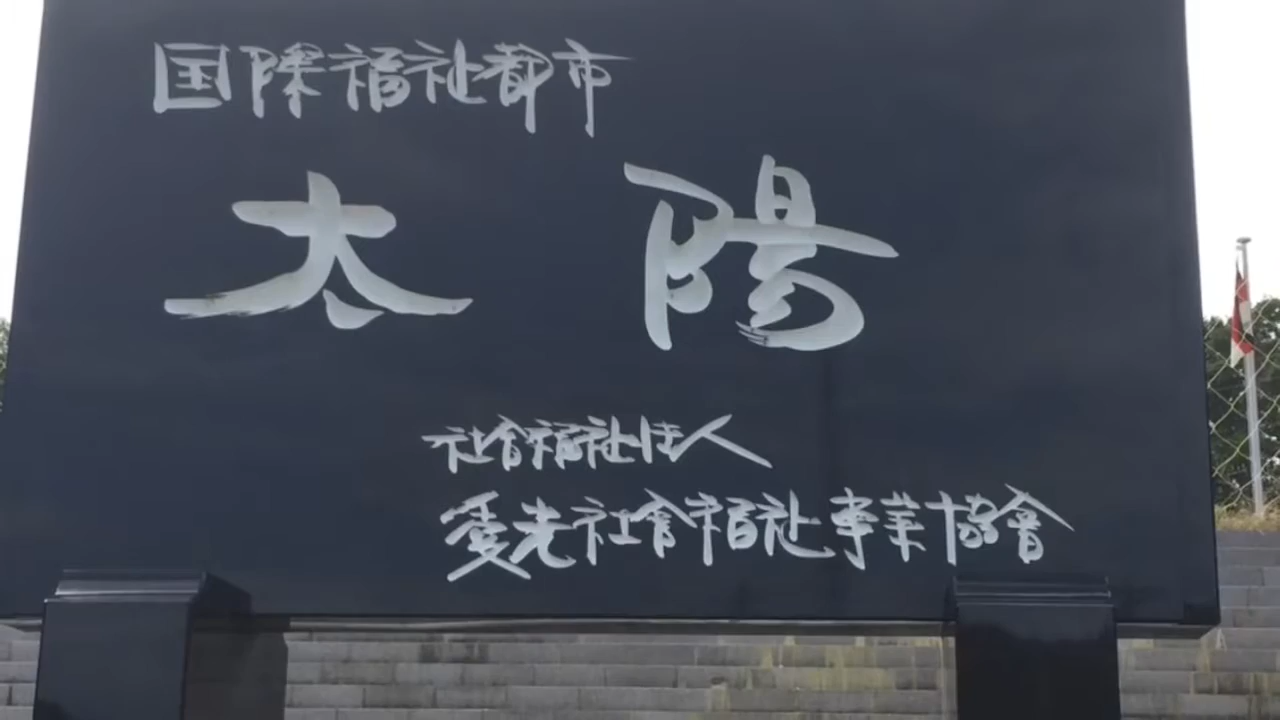 国際福祉都市
太陽
社会福祉法人
愛光社會福祉事業協會